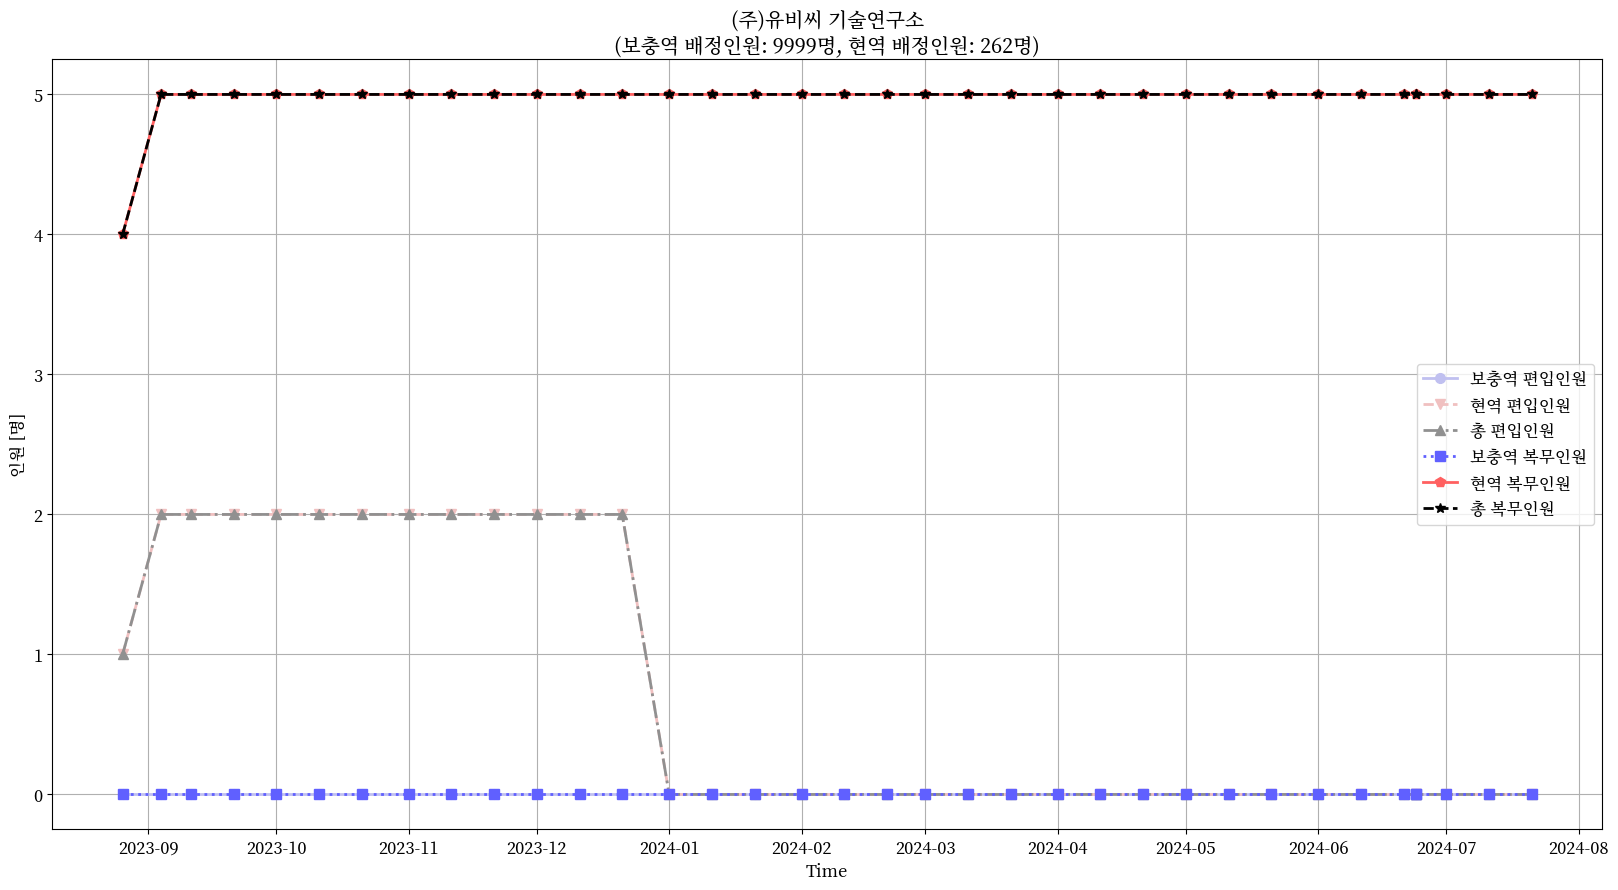 (주)유비씨 기술연구소
(보충역 배정인원: 9999명, 현역 배정인원: 262명)
인원 [명]
5
4
3
2
1
0
보충역 편입인원
현역 편입인원
총 편입인원
보충역 복무인원
현역 복무인원
총 복무인원
2023-09 2023-10 2023-11 2023-12 2024-01 2024-02 2024-03 2024-04 2024-05 2024-06 2024-07 2024-08
Time